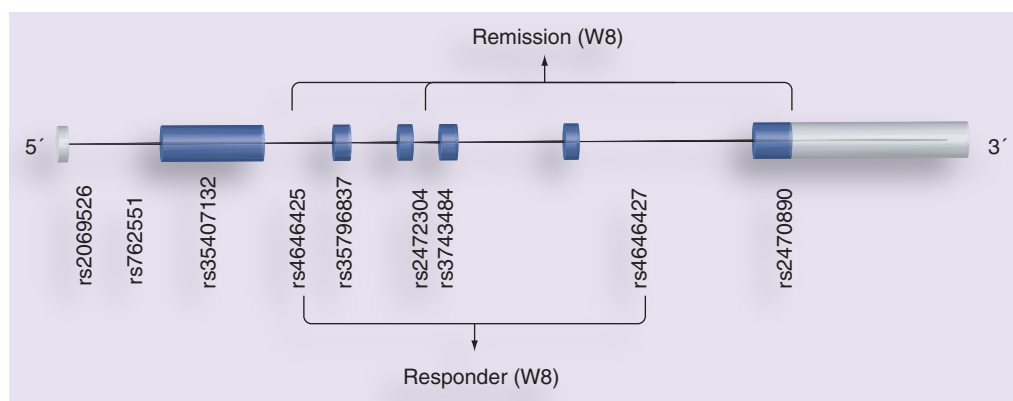 Remission (W8)
5´
3´
rs2069526
rs762551
rs35407132
rs4646425
rs35796837
rs2472304
rs3743484
rs4646427
rs2470890
Responder (W8)